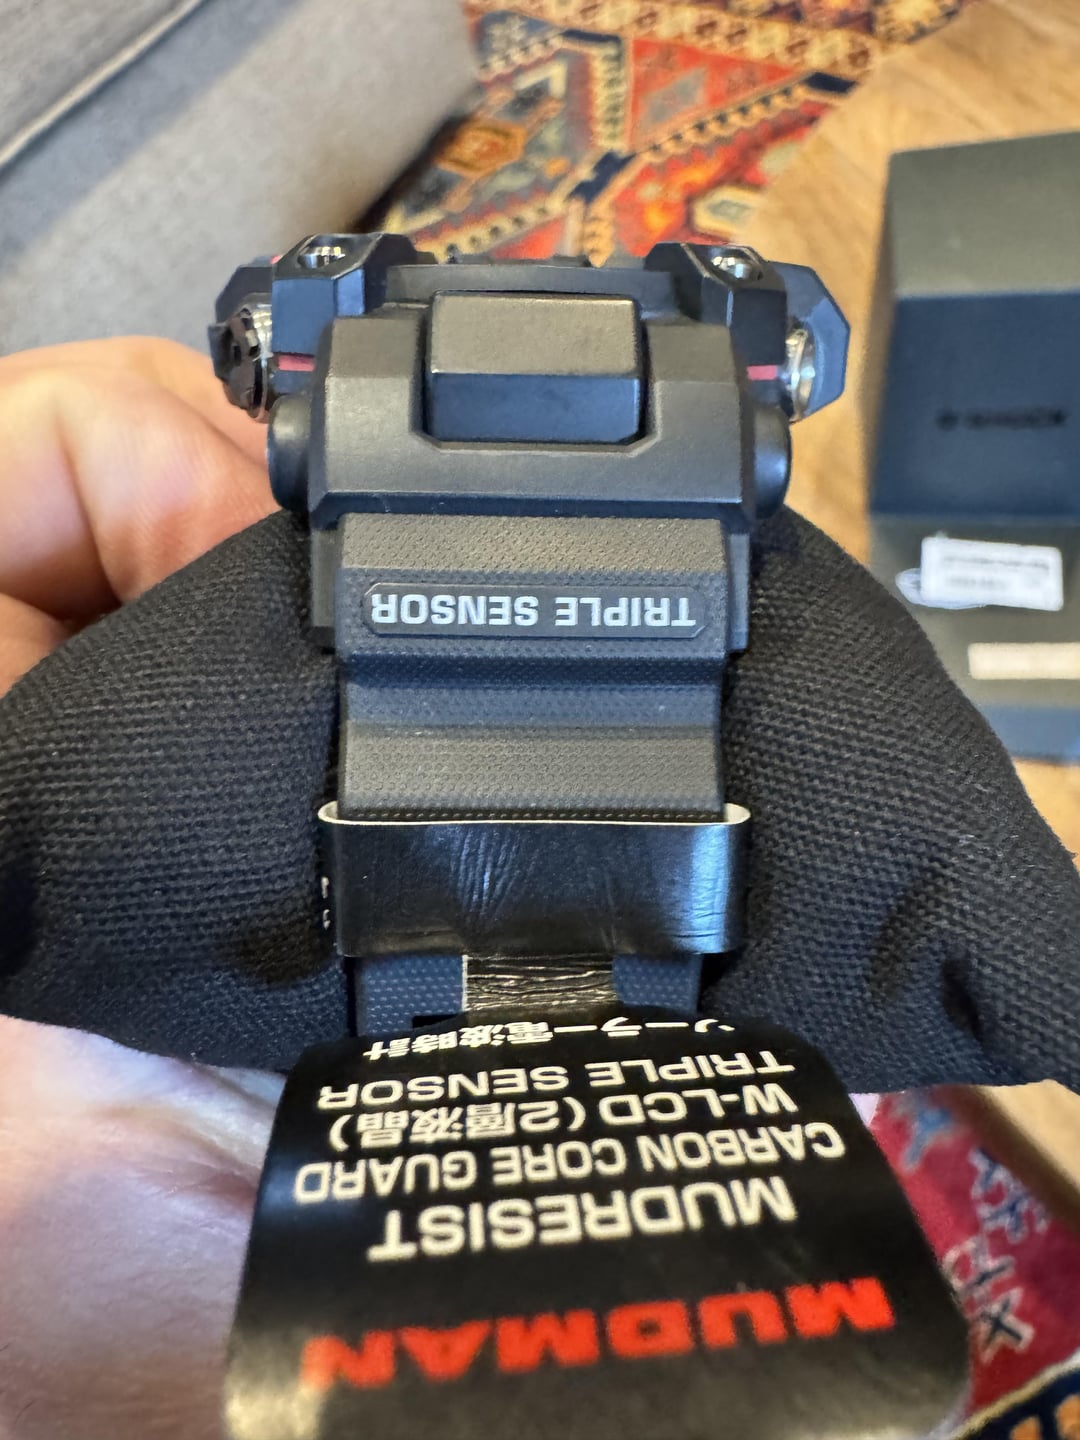 TRIPLE SENSOR
MUDMAN
MUDRESIST
CARBON CORE GUARD
W-LCD (2層液晶)
TRIPLE SENSOR
ソーラー電波時計
G-SHOCK